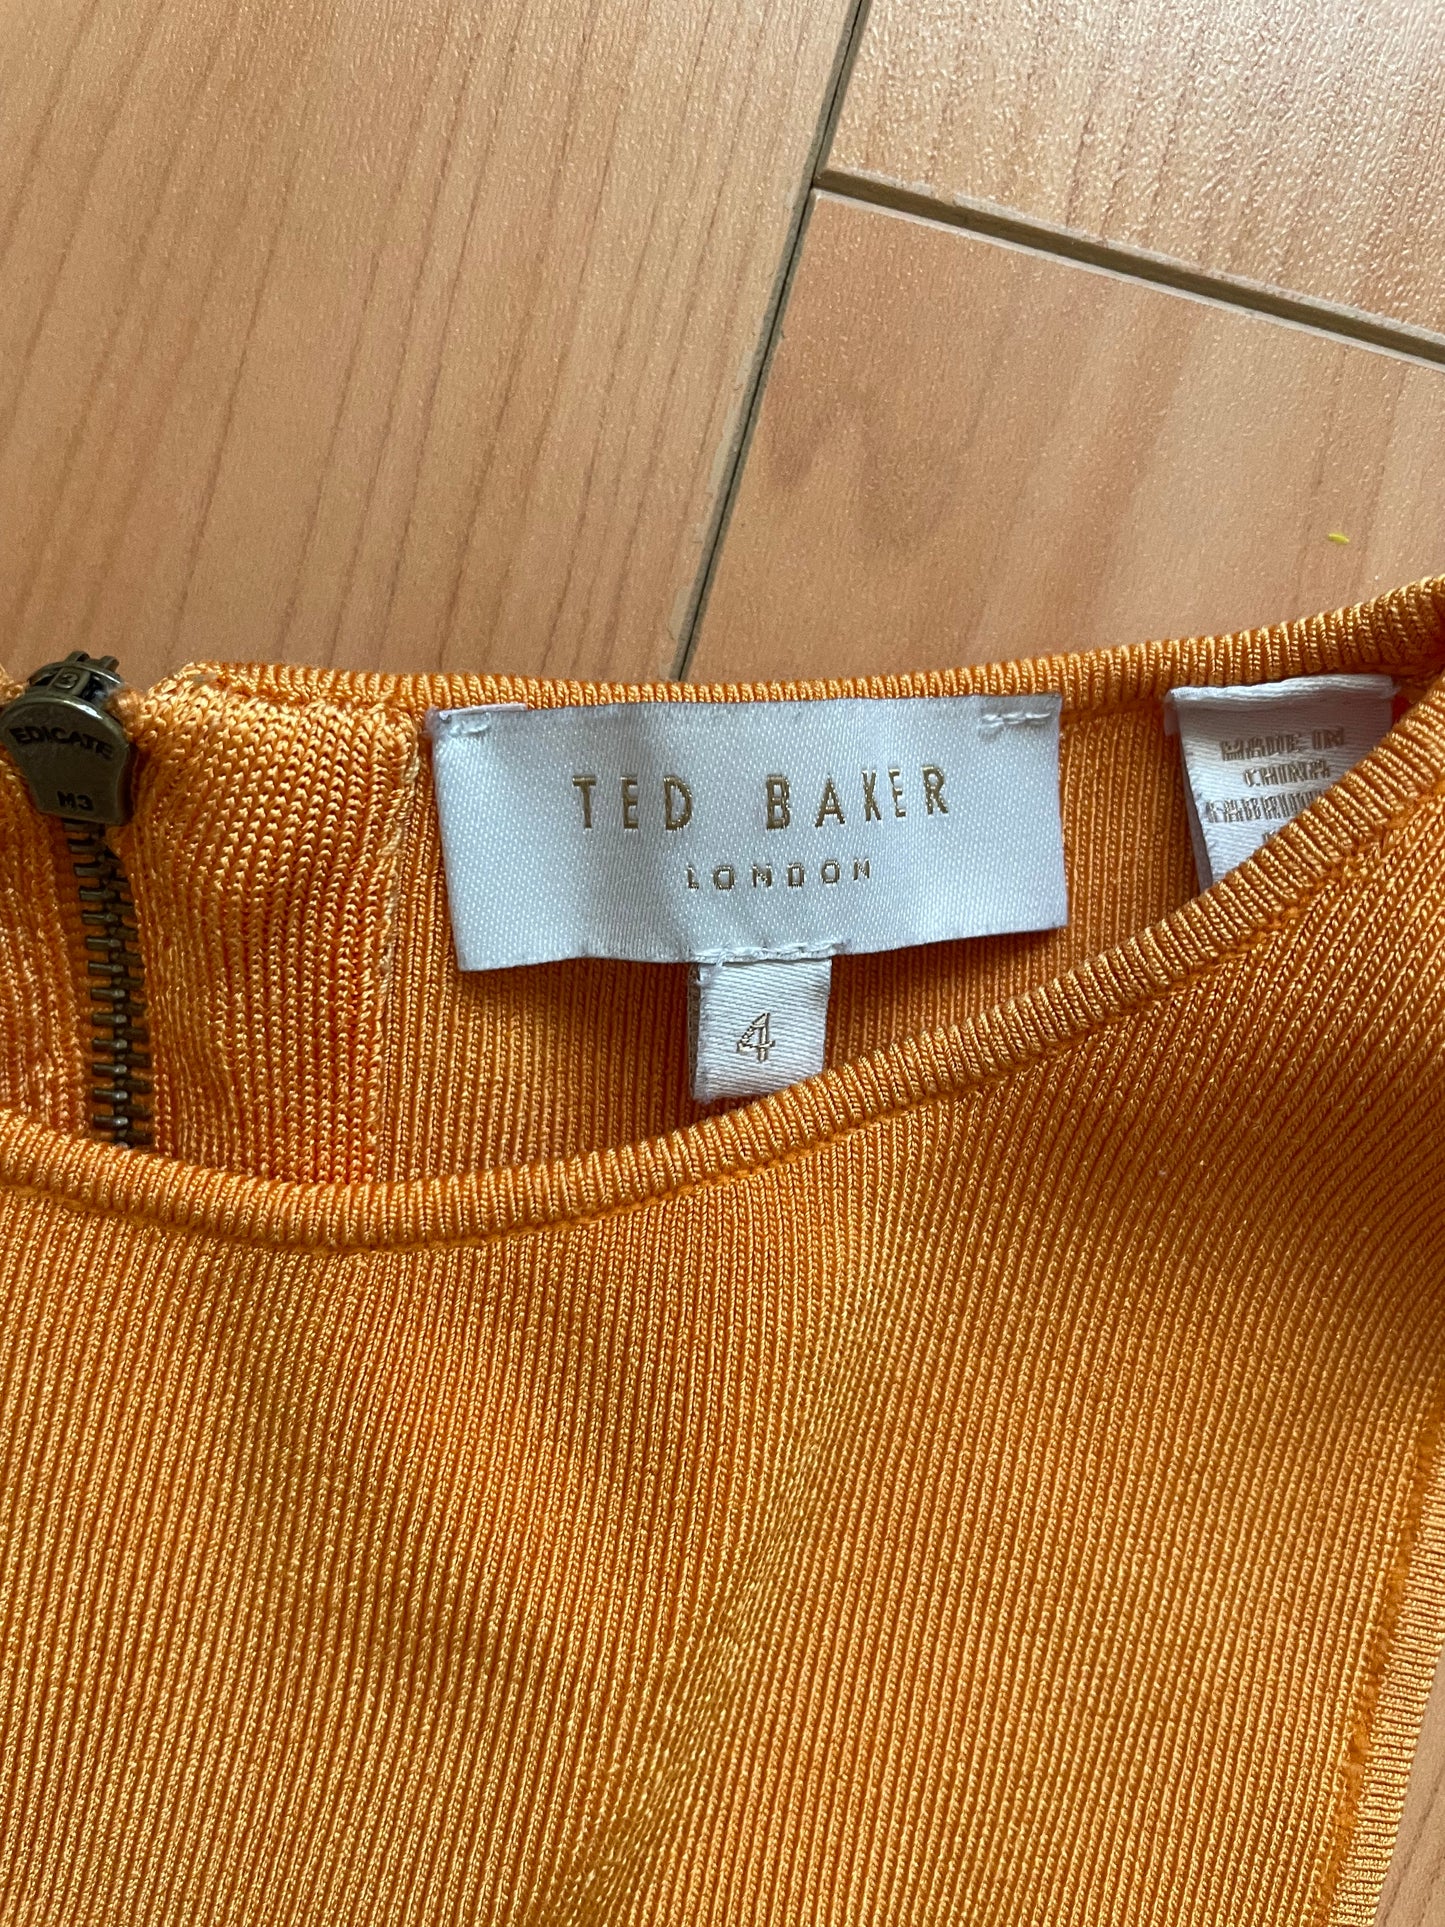 EDICATE
M3
TED BAKER
LONDON
4
MADE IN
CHINA